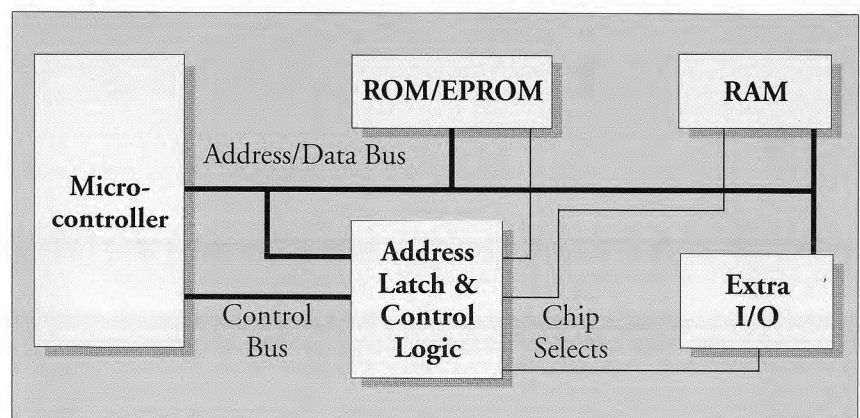 ROM/EPROM
RAM
Address/Data Bus
Micro-
controller
Address
Latch &
Control
Logic
Control
Bus
Chip
Selects
Extra
I/O